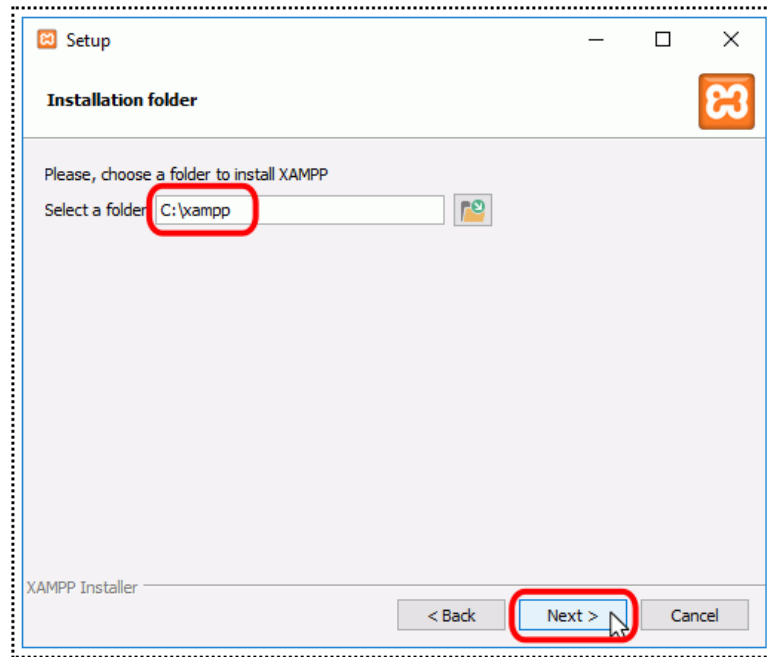 Setup
Installation folder
Please, choose a folder to install XAMPP
Select a folder C:\xampp
XAMPP Installer
< Back Next > Cancel